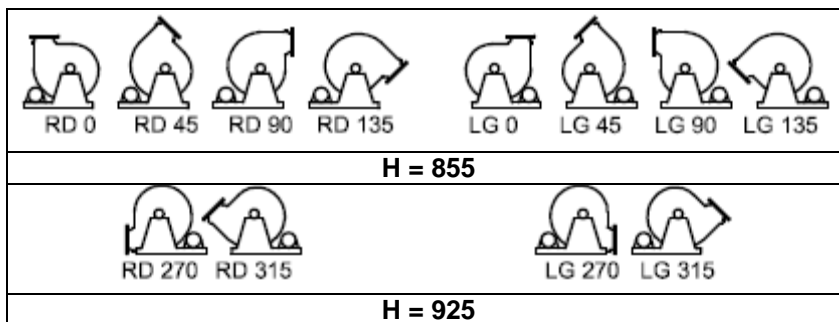 RD 0 RD 45 RD 90 RD 135 LG 0 LG 45 LG 90 LG 135
H = 855
RD 270 RD 315 LG 270 LG 315
H = 925